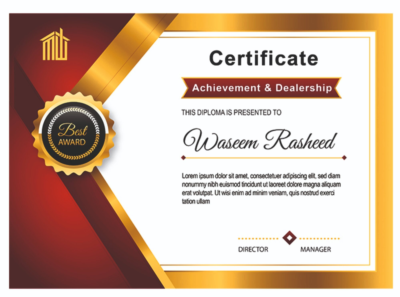 Certificate
Achievement & Dealership
THIS DIPLOMA IS PRESENTED TO
Best
AWARD
Waseem Rasheed
Lorem ipsum dolor sit amet, consectetuer adipiscing elit, sed diam
nonummy nibh euismod tincidunt ut laoreet dolore magna aliquam
erat volutpat. Ut wisi enim ad minim veniam, quis nostrud exerci tation
ullam
DIRECTOR MANAGER